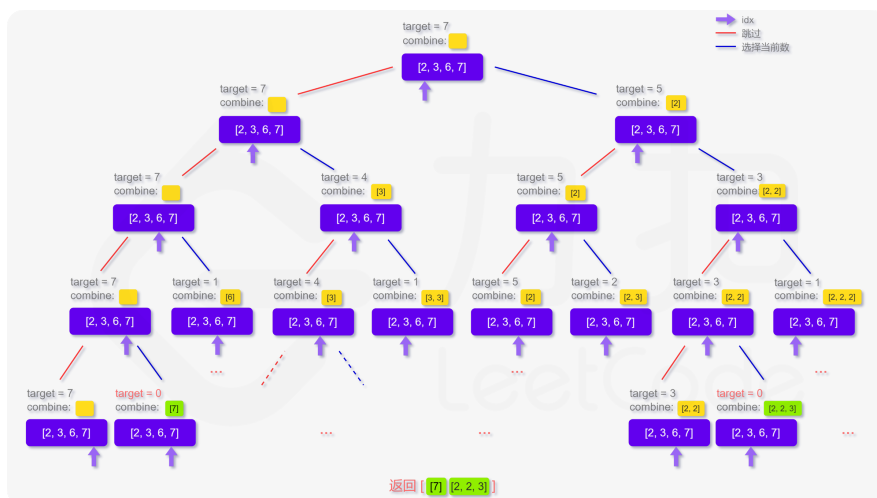 target = 7
combine:
idx
跳过
选择当前数
[2, 3, 6, 7]
target = 7
combine:
[2, 3, 6, 7]
target = 5
combine: [2]
[2, 3, 6, 7]
target = 7
combine:
[2, 3, 6, 7]
target = 4
combine: [3]
[2, 3, 6, 7]
target = 5
combine: [2]
[2, 3, 6, 7]
target = 3
combine: [2, 2]
[2, 3, 6, 7]
target = 7
combine:
[2, 3, 6, 7]
target = 1
combine: [6]
[2, 3, 6, 7]
...
target = 4
combine: [3]
[2, 3, 6, 7]
target = 1
combine: [3, 3]
[2, 3, 6, 7]
target = 5
combine: [2]
[2, 3, 6, 7]
...
target = 2
combine: [2, 3]
[2, 3, 6, 7]
target = 3
combine: [2, 2]
[2, 3, 6, 7]
target = 1
combine: [2, 2, 2]
[2, 3, 6, 7]
...
target = 7
combine:
[2, 3, 6, 7]
target = 0
combine: [7]
[2, 3, 6, 7]
...
...
target = 3
combine: [2, 2]
[2, 3, 6, 7]
target = 0
combine: [2, 2, 3]
[2, 3, 6, 7]
...
返回 [ [7] [2, 2, 3] ]
力扣
LeetCode